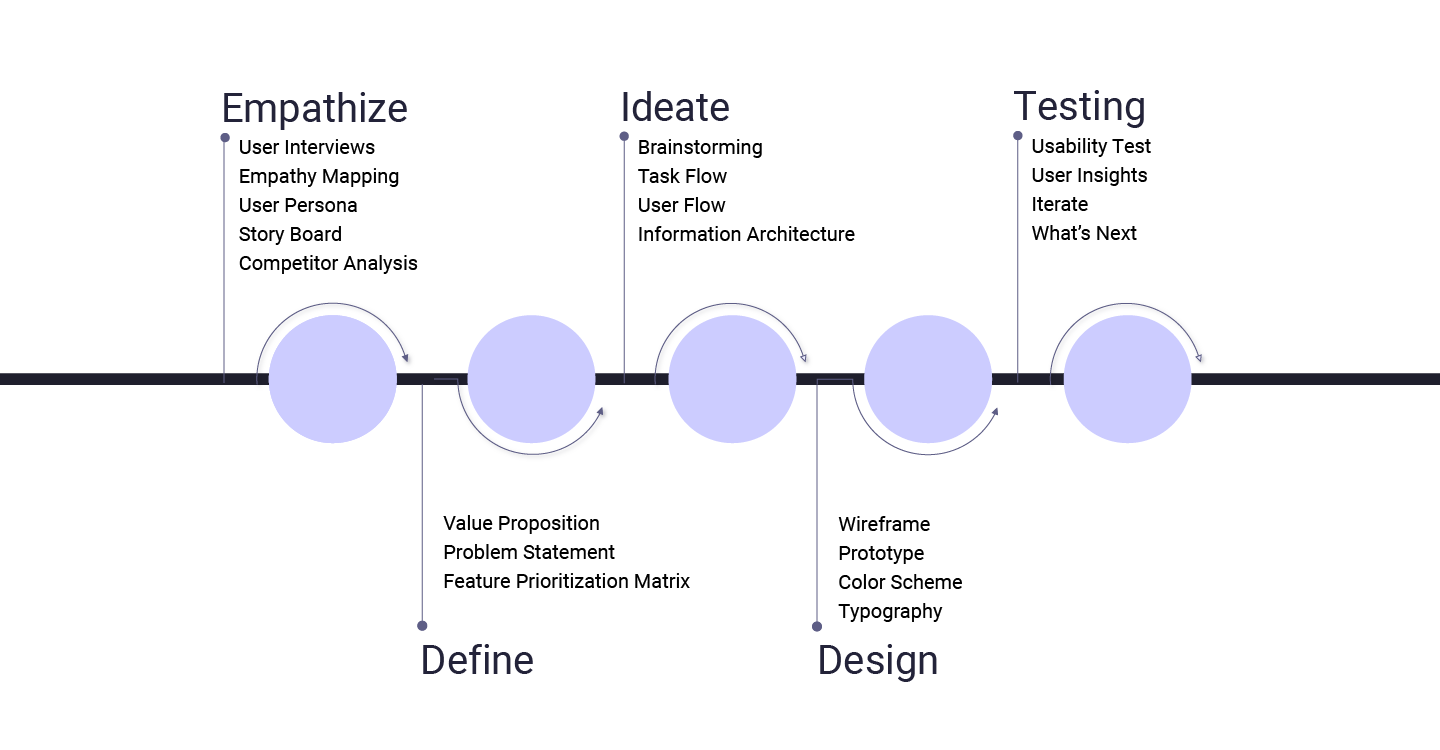 Empathize
User Interviews
Empathy Mapping
User Persona
Story Board
Competitor Analysis
Ideate
Brainstorming
Task Flow
User Flow
Information Architecture
Testing
Usability Test
User Insights
Iterate
What’s Next
Value Proposition
Problem Statement
Feature Prioritization Matrix
Define
Wireframe
Prototype
Color Scheme
Typography
Design